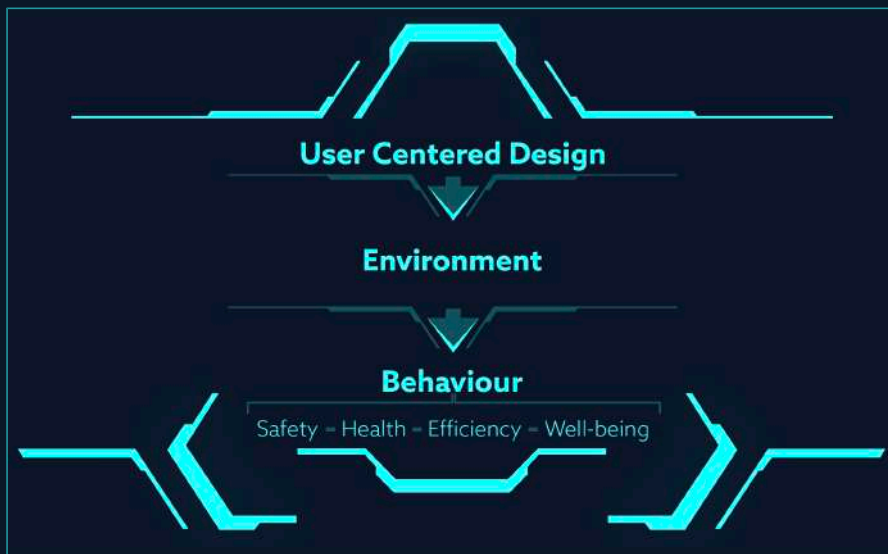 User Centered Design
Environment
Behaviour
Safety - Health - Efficiency - Well-being